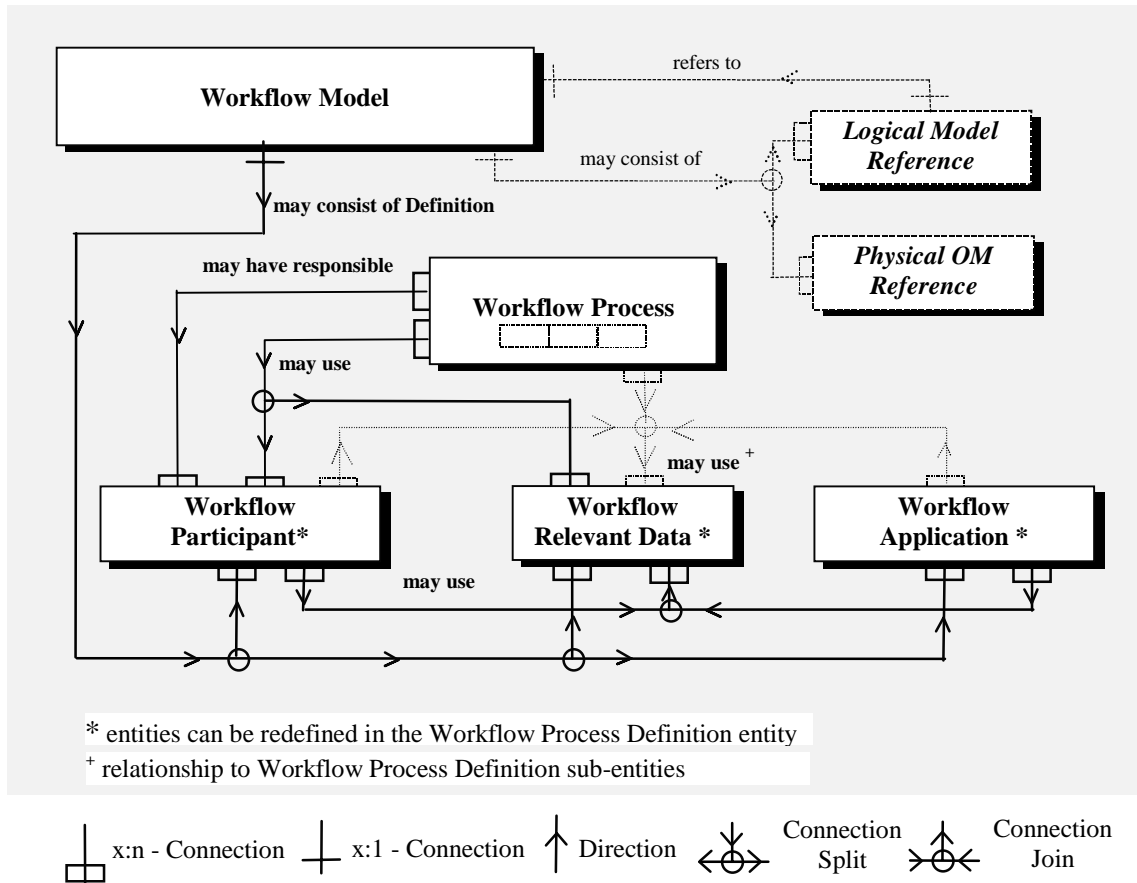 refers to
Workflow Model
Logical Model
Reference
may consist of
may consist of Definition
Physical OM
Reference
may have responsible
Workflow Process
may use
may use +
Workflow
Participant*
Workflow
Relevant Data *
Workflow
Application *
may use
* entities can be redefined in the Workflow Process Definition entity
+ relationship to Workflow Process Definition sub-entities
x:n - Connection
x:1 - Connection
Direction
Connection
Split
Connection
Join